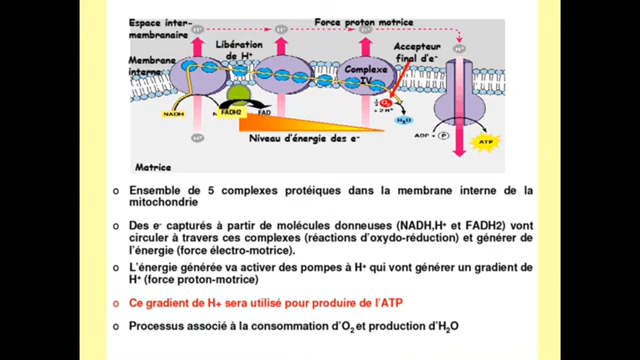 Espace inter-
membranaire
Force proton motrice
H⁺
H⁺
H⁺
H⁺
Libération
de H⁺
Accepteur
final d'e⁻
Membrane
interne
Complexe
IV
½ O₂
+ 2 H⁺
H₂O
NADH
FADH2
FAD
H⁺
ADP + P
ATP
Niveau d'énergie des e⁻
Matrice
o Ensemble de 5 complexes protéiques dans la membrane interne de la
mitochondrie
o Des e⁻ capturés à partir de molécules donneuses (NADH,H⁺ et FADH2) vont
circuler à travers ces complexes (réactions d'oxydo-réduction) et générer de
l'énergie (force électro-motrice).
o L'énergie générée va activer des pompes à H⁺ qui vont générer un gradient de
H⁺ (force proton-motrice)
o Ce gradient de H+ sera utilisé pour produire de l'ATP
o Processus associé à la consommation d'O₂ et production d'H₂O